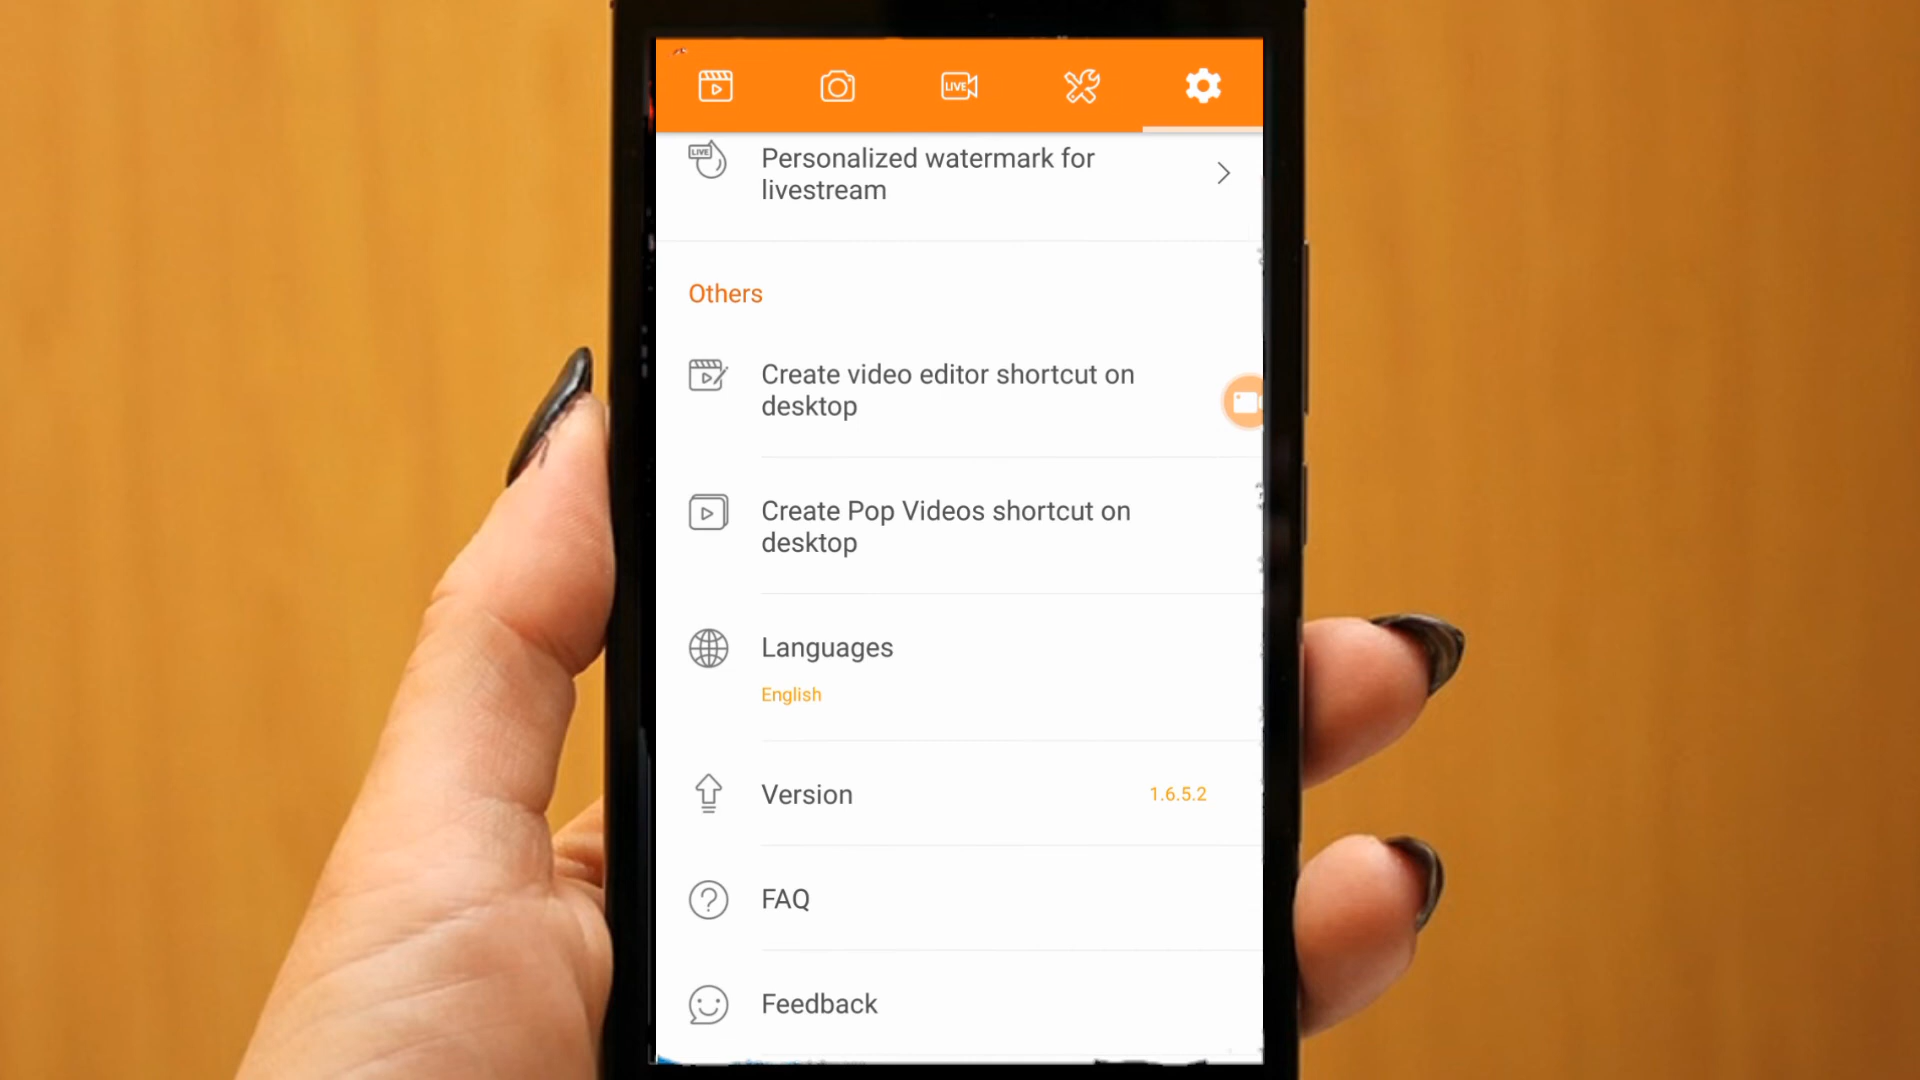 LIVE
LIVE
Personalized watermark for
livestream
Others
Create video editor shortcut on
desktop
Create Pop Videos shortcut on
desktop
Languages
English
Version
1.6.5.2
FAQ
Feedback